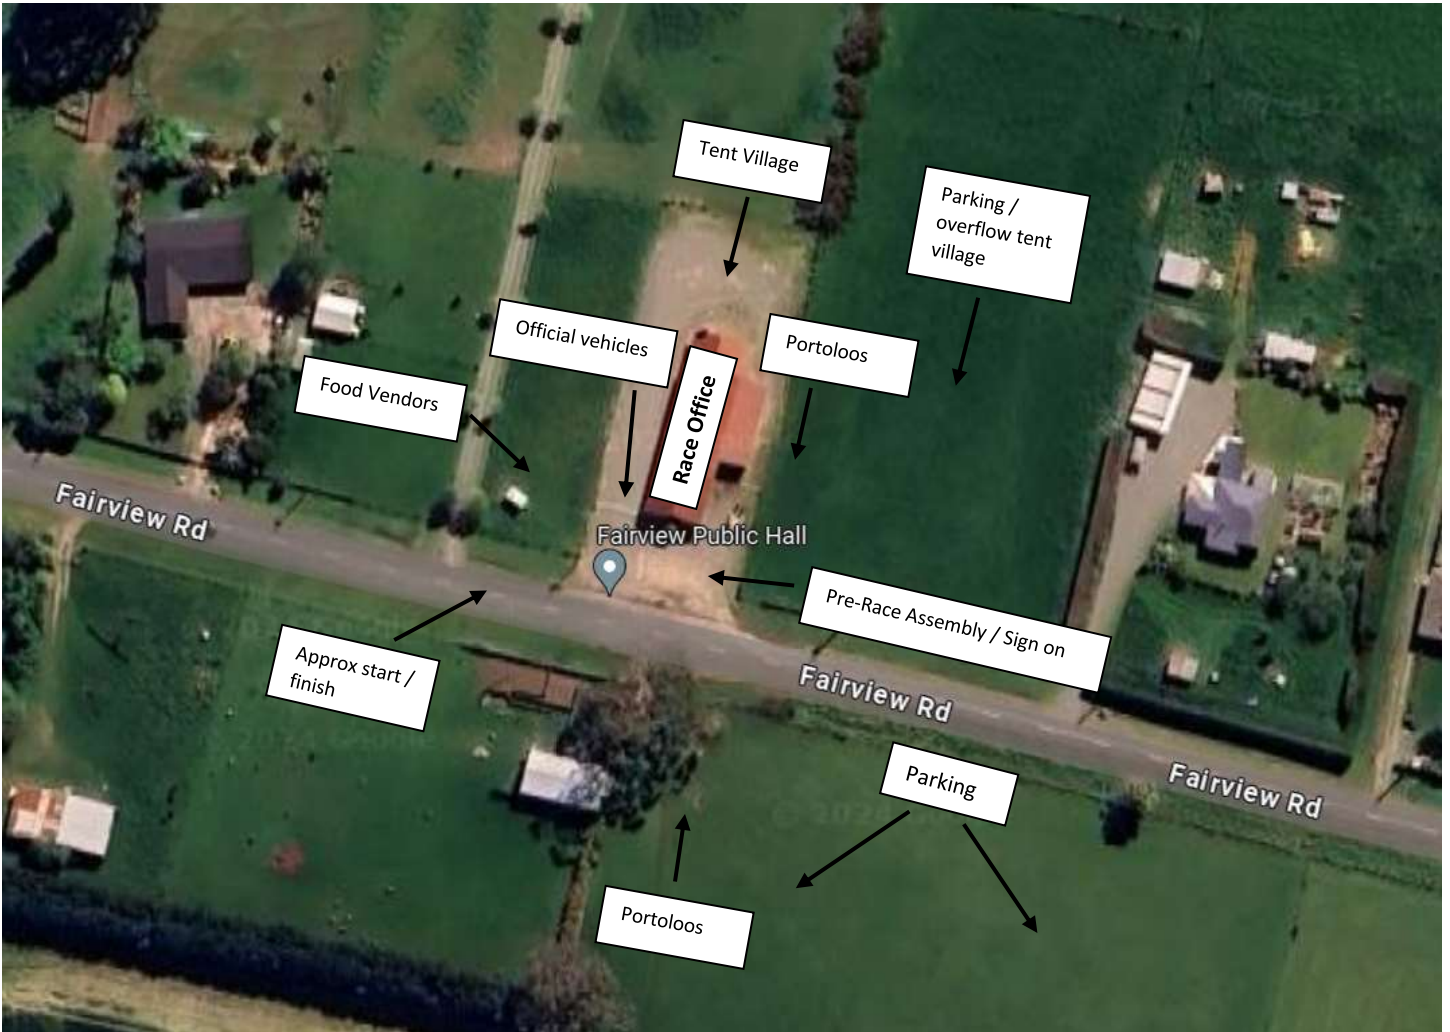 Tent Village
Parking /
overflow tent
village
Official vehicles
Portoloos
Race Office
Food Vendors
Fairview Rd
Fairview Public Hall
Pre-Race Assembly / Sign on
Approx start /
finish
Fairview Rd
Parking
Fairview Rd
Portoloos